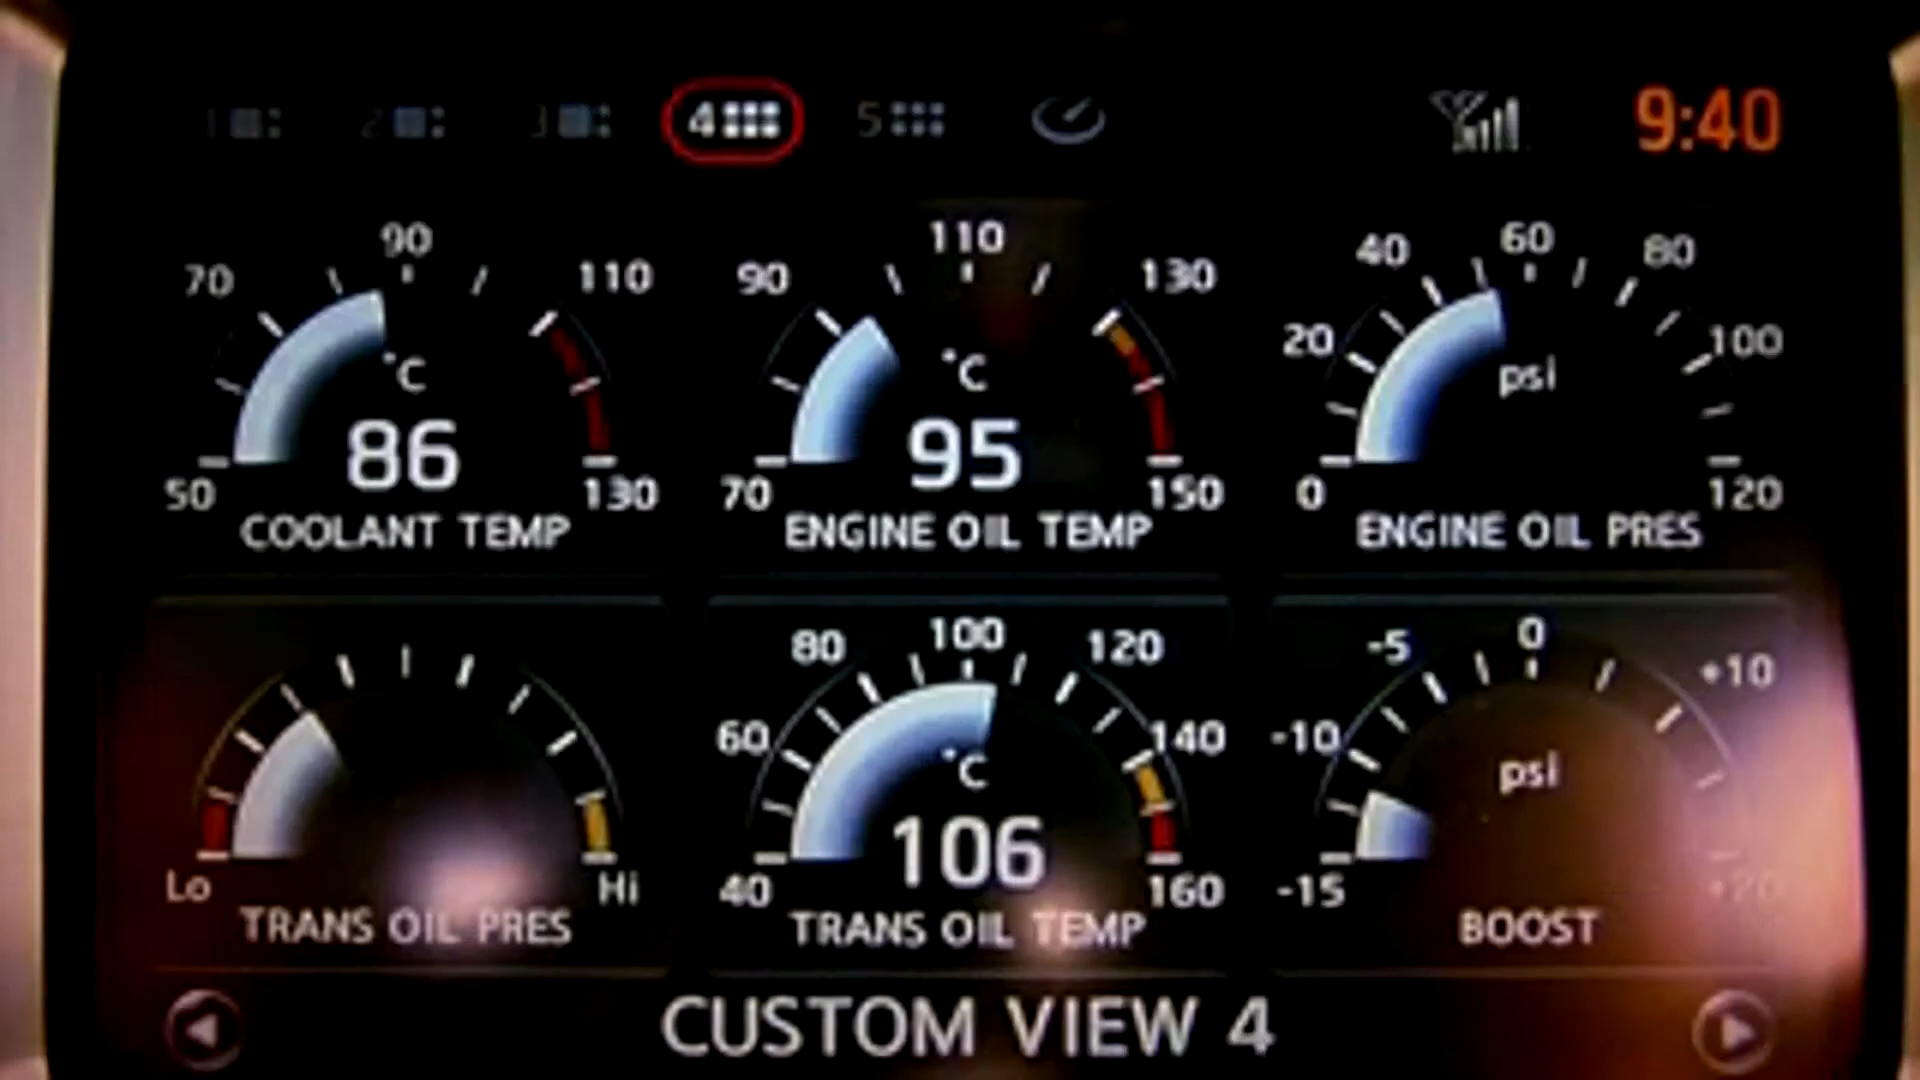 1 2 3 4 5 9:40
70 90 110
50 130
°C
86
COOLANT TEMP
90 110 130
70 150
°C
95
ENGINE OIL TEMP
20 40 60 80 100
0 120
psi
ENGINE OIL PRES
Lo Hi
TRANS OIL PRES
60 80 100 120 140
40 160
°C
106
TRANS OIL TEMP
-10 -5 0 +10
-15 +20
psi
BOOST
CUSTOM VIEW 4